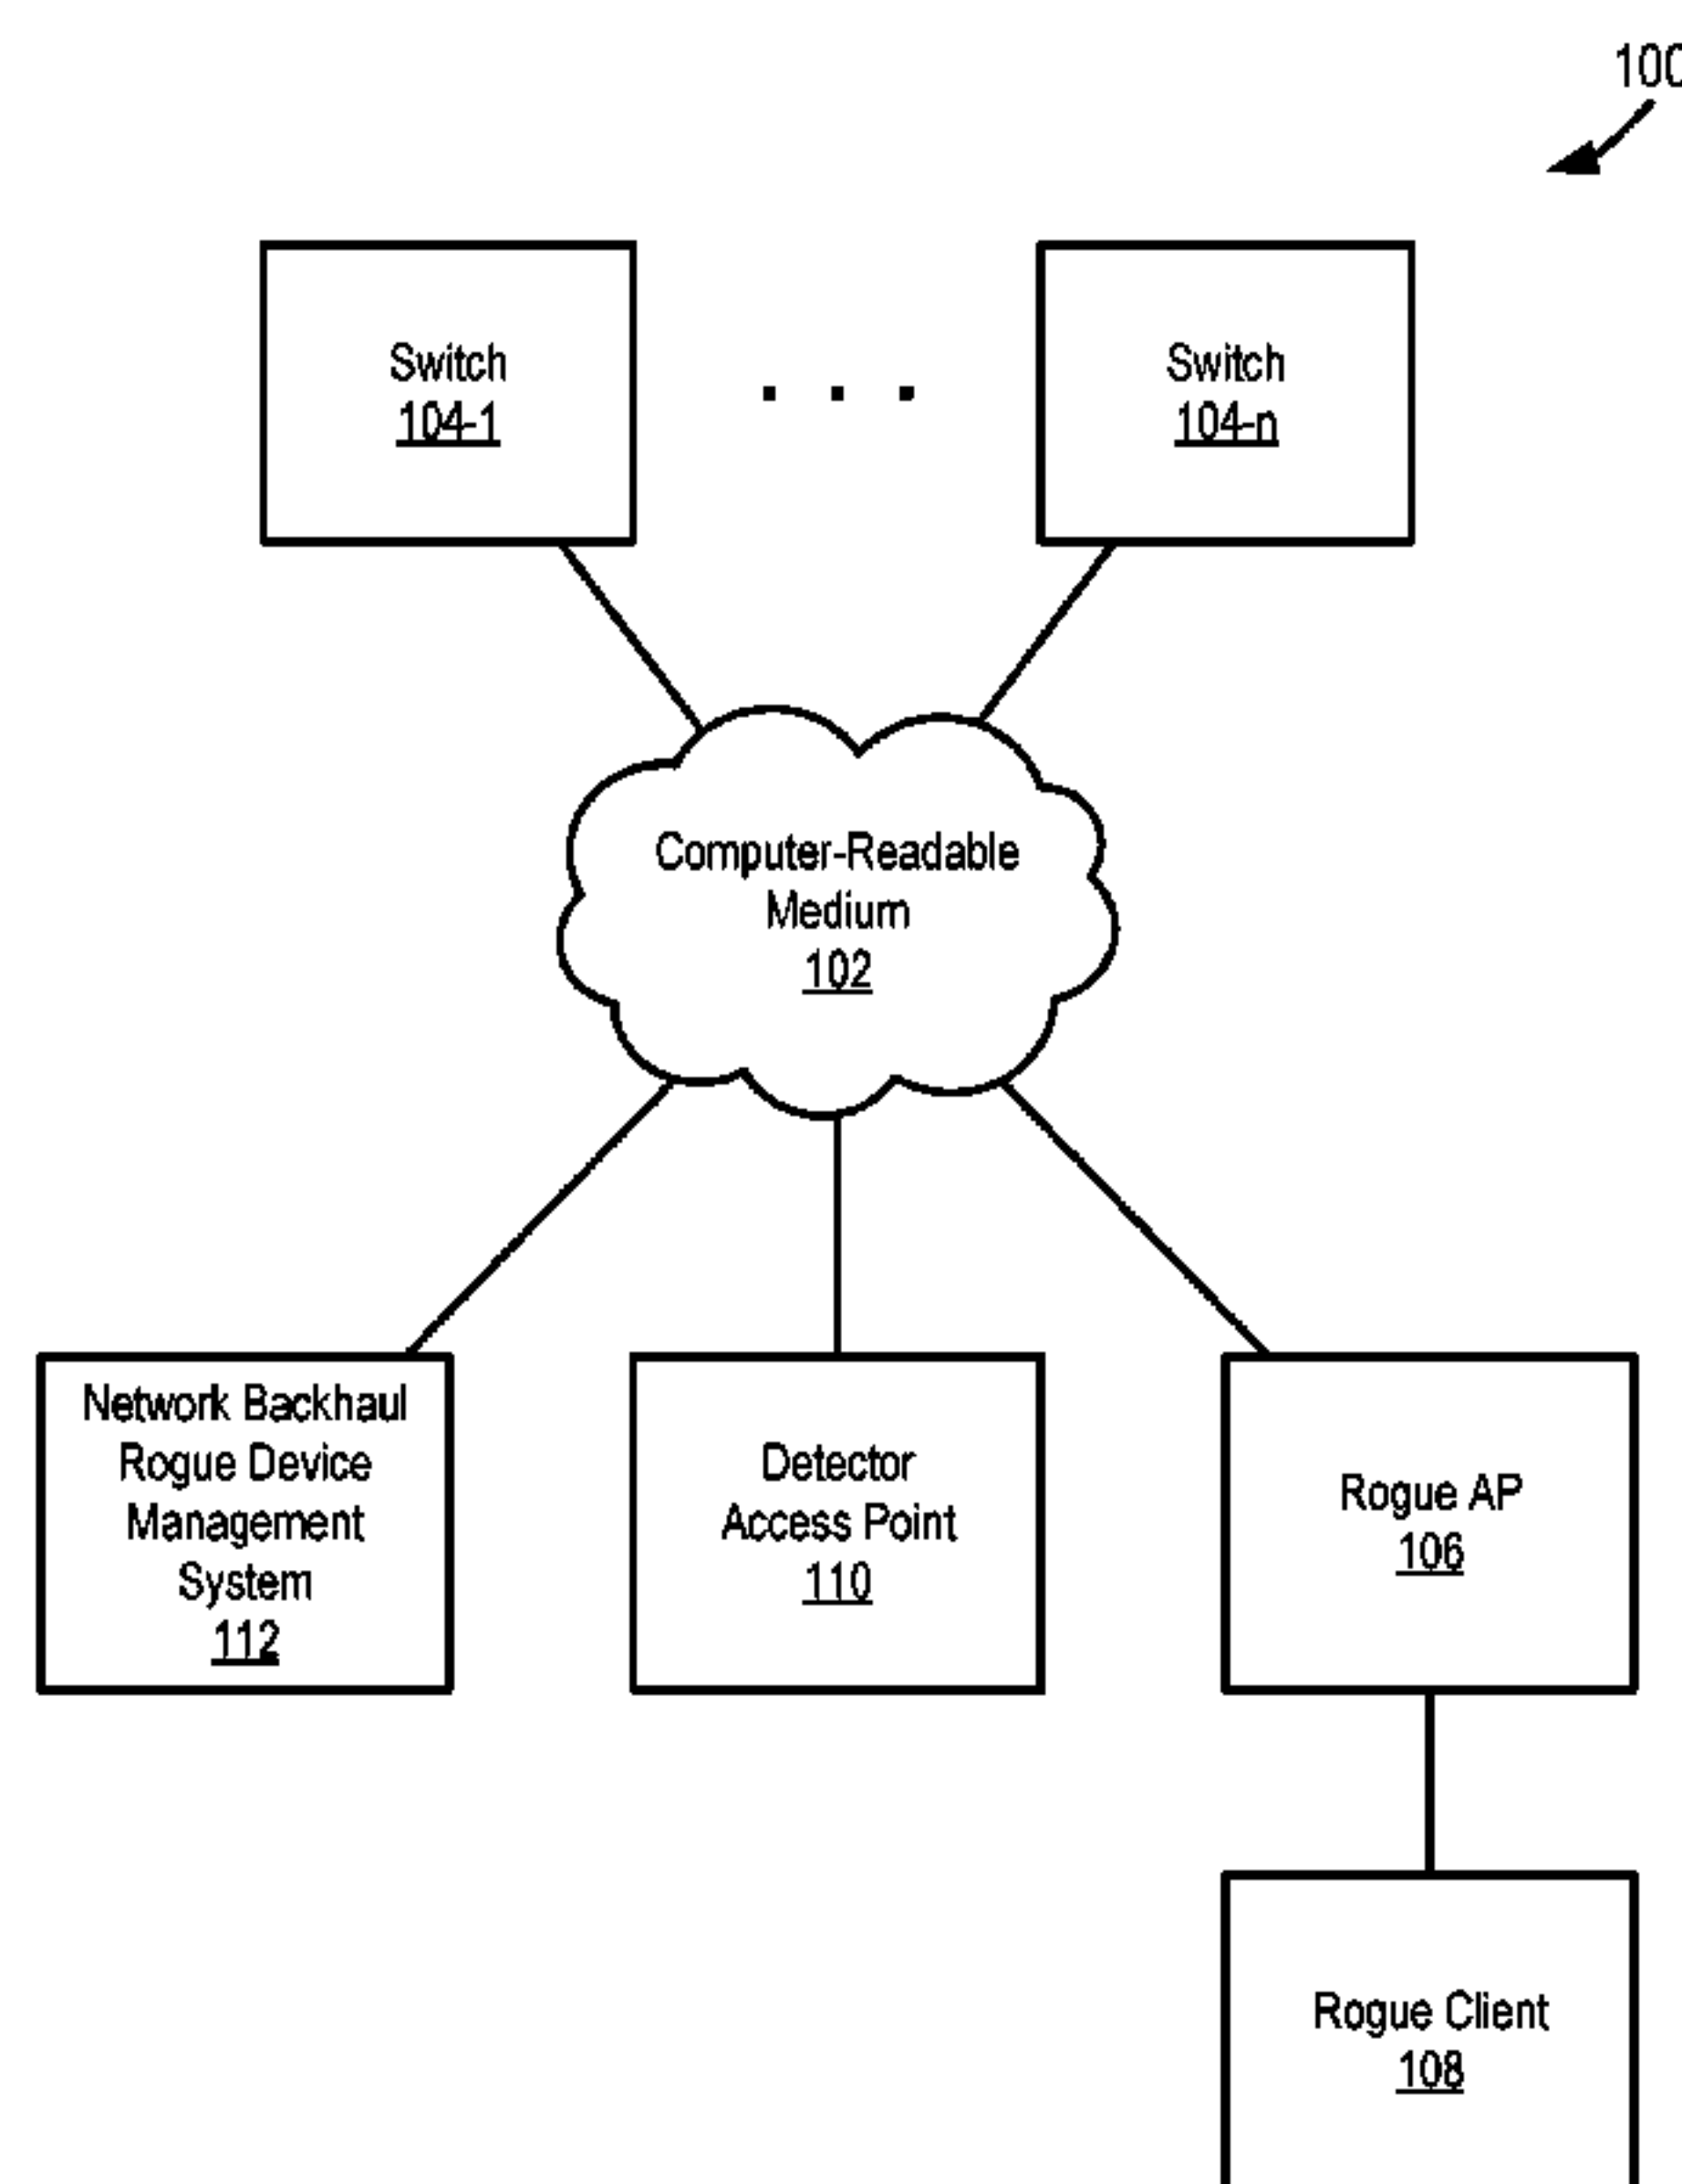 100
Switch
104-1
. . .
Switch
104-n
Computer-Readable
Medium
102
Network Backhaul
Rogue Device
Management
System
112
Detector
Access Point
110
Rogue AP
106
Rogue Client
108